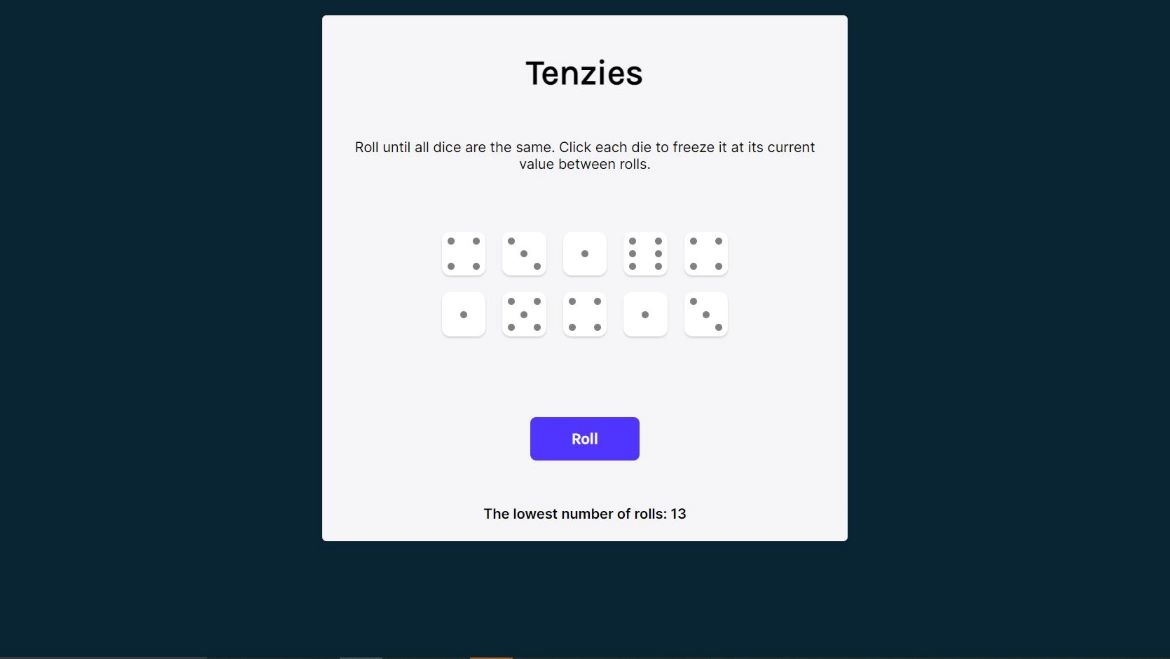 Tenzies
Roll until all dice are the same. Click each die to freeze it at its current
value between rolls.
Roll
The lowest number of rolls: 13